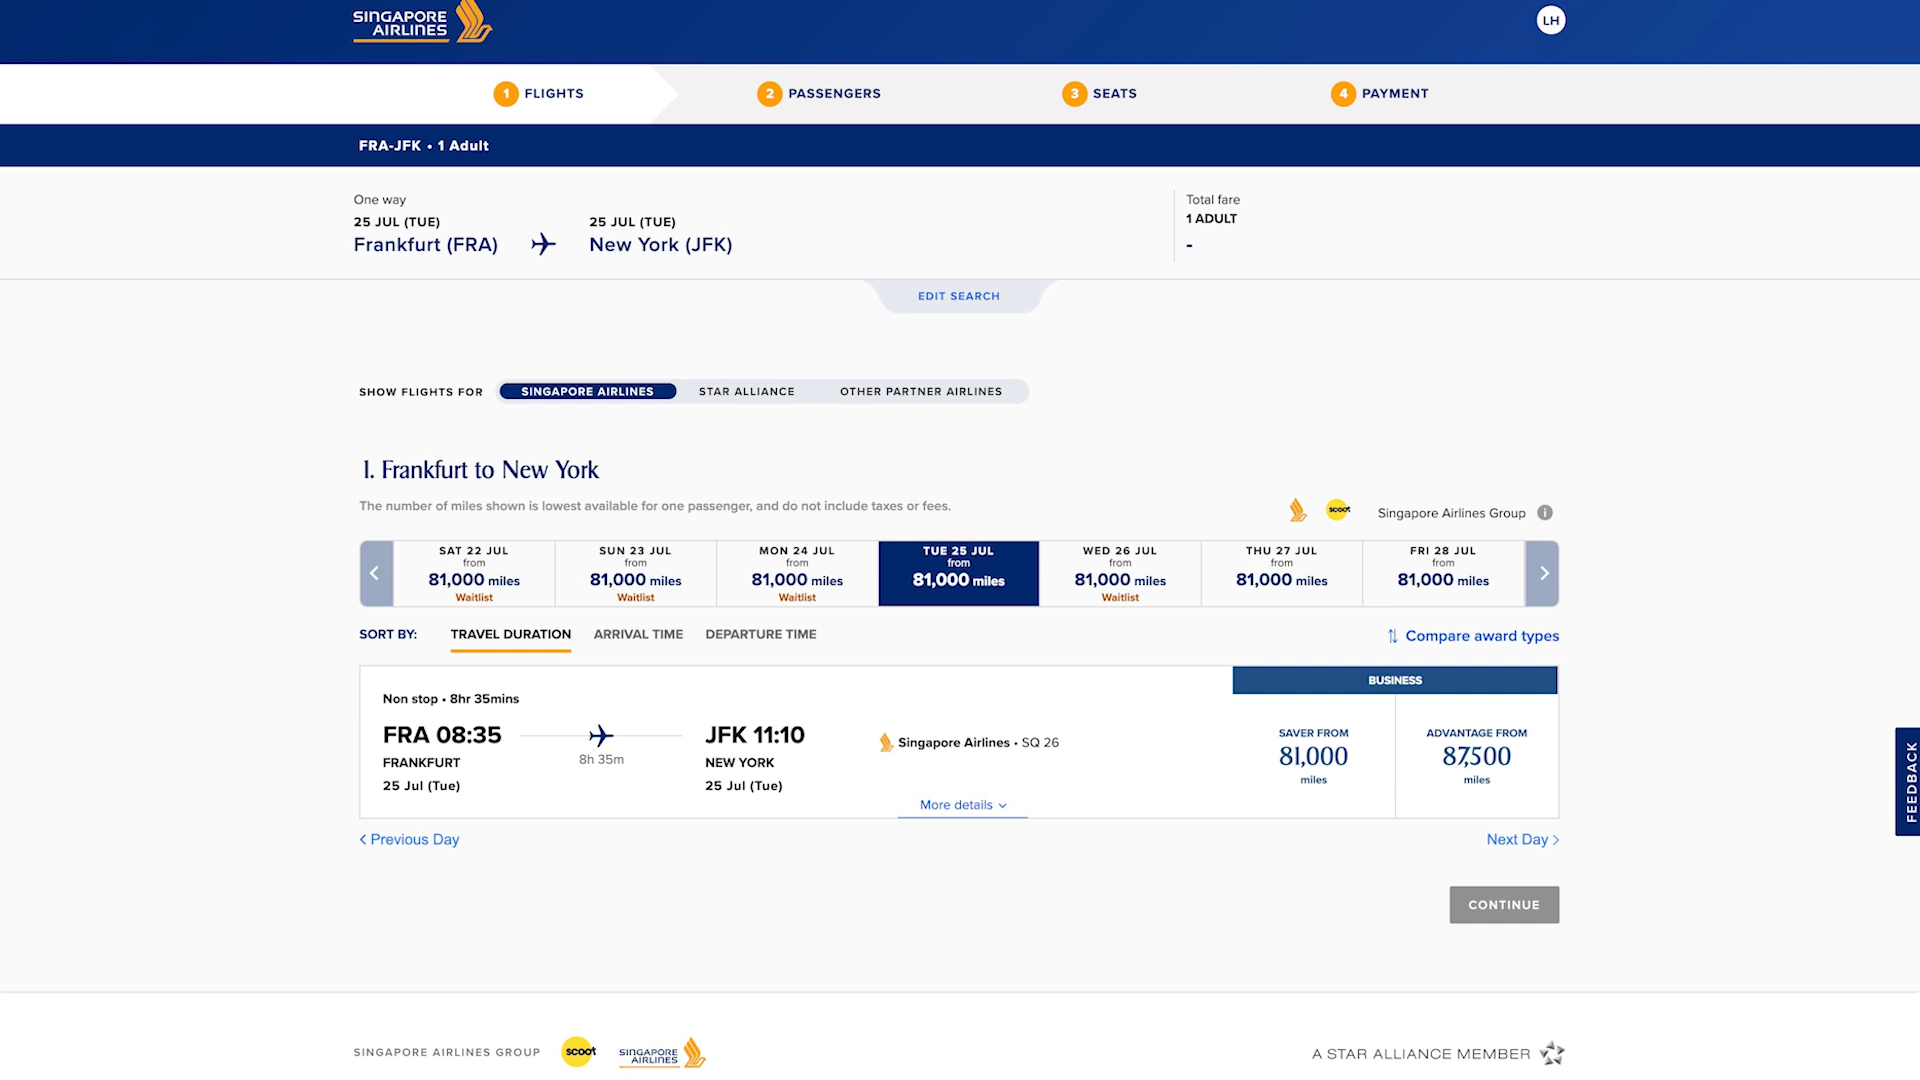 SINGAPORE
AIRLINES
LH
1 FLIGHTS
2 PASSENGERS
3 SEATS
4 PAYMENT
FRA-JFK • 1 Adult
One way
25 JUL (TUE)
Frankfurt (FRA)
25 JUL (TUE)
New York (JFK)
Total fare
1 ADULT
-
EDIT SEARCH
SHOW FLIGHTS FOR SINGAPORE AIRLINES STAR ALLIANCE OTHER PARTNER AIRLINES
1. Frankfurt to New York
The number of miles shown is lowest available for one passenger, and do not include taxes or fees.
scoot
Singapore Airlines Group i
SAT 22 JUL
from
81,000 miles
Waitlist
SUN 23 JUL
from
81,000 miles
Waitlist
MON 24 JUL
from
81,000 miles
Waitlist
TUE 25 JUL
from
81,000 miles
WED 26 JUL
from
81,000 miles
Waitlist
THU 27 JUL
from
81,000 miles
FRI 28 JUL
from
81,000 miles
SORT BY: TRAVEL DURATION ARRIVAL TIME DEPARTURE TIME
Compare award types
Non stop • 8hr 35mins
FRA 08:35
FRANKFURT
25 Jul (Tue)
8h 35m
JFK 11:10
NEW YORK
25 Jul (Tue)
Singapore Airlines • SQ 26
More details
BUSINESS
SAVER FROM
81,000
miles
ADVANTAGE FROM
87,500
miles
Previous Day
Next Day
CONTINUE
FEEDBACK
SINGAPORE AIRLINES GROUP
scoot
SINGAPORE
AIRLINES
A STAR ALLIANCE MEMBER